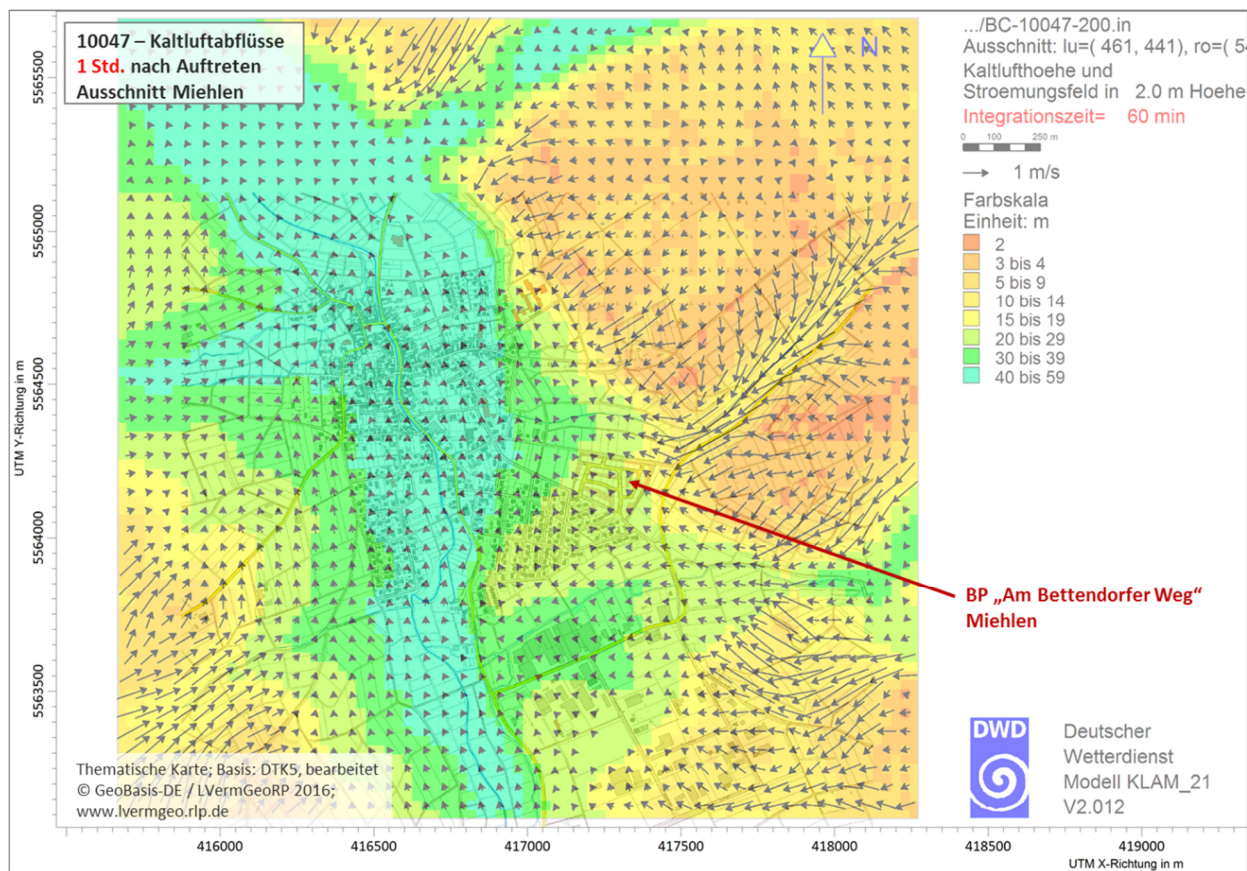 10047 – Kaltluftabflüsse
1 Std. nach Auftreten
Ausschnitt Miehlen
N
.../BC-10047-200.in
Ausschnitt: lu=( 461, 441), ro=( 5
Kaltlufthoehe und
Stroemungsfeld in 2.0 m Hoehe
Integrationszeit= 60 min
0 100 250 m
1 m/s
Farbskala
Einheit: m
2
3 bis 4
5 bis 9
10 bis 14
15 bis 19
20 bis 29
30 bis 39
40 bis 59
BP „Am Bettendorfer Weg“
Miehlen
DWD
Deutscher
Wetterdienst
Modell KLAM_21
V2.012
Thematische Karte; Basis: DTK5, bearbeitet
© GeoBasis-DE / LVermGeoRP 2016;
www.lvermgeo.rlp.de
UTM Y-Richtung in m
5565500
5565000
5564500
5564000
5563500
416000 416500 417000 417500 418000 418500 419000
UTM X-Richtung in m